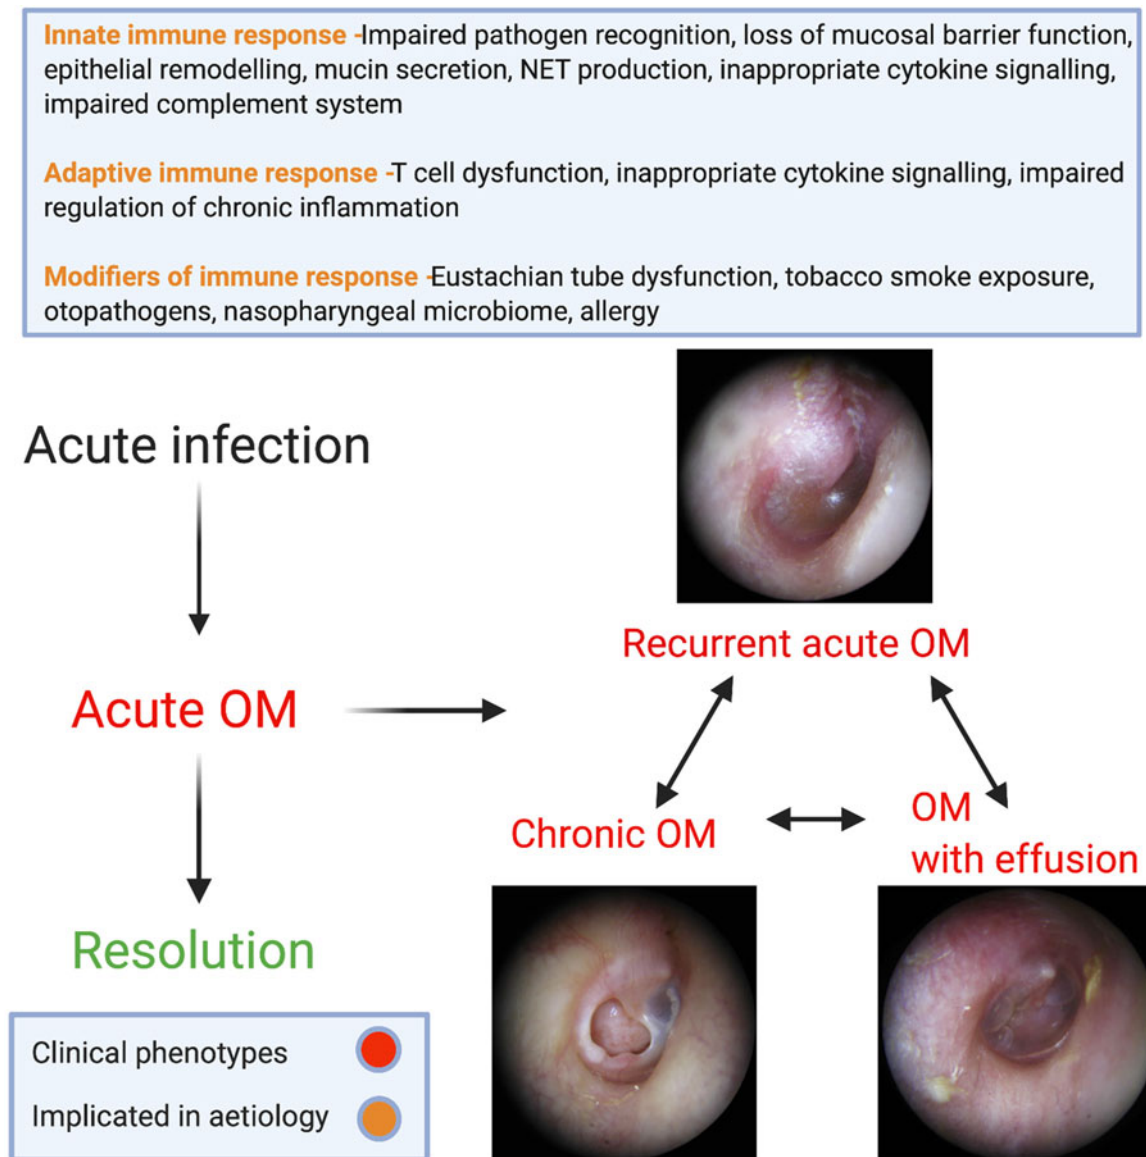 Innate immune response -Impaired pathogen recognition, loss of mucosal barrier function,
epithelial remodelling, mucin secretion, NET production, inappropriate cytokine signalling,
impaired complement system
Adaptive immune response -T cell dysfunction, inappropriate cytokine signalling, impaired
regulation of chronic inflammation
Modifiers of immune response -Eustachian tube dysfunction, tobacco smoke exposure,
otopathogens, nasopharyngeal microbiome, allergy
Acute infection
Recurrent acute OM
Acute OM
Chronic OM
OM
with effusion
Resolution
Clinical phenotypes
Implicated in aetiology